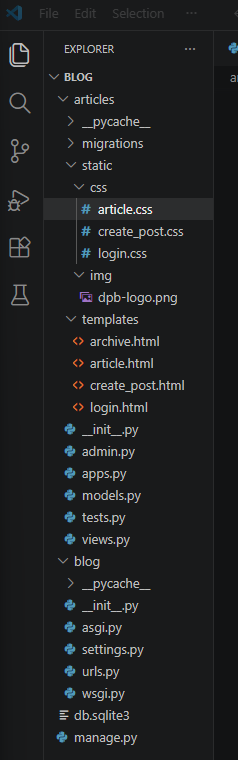 File Edit Selection ···
EXPLORER ···
BLOG
articles
__pycache__
migrations
static
css
# article.css
# create_post.css
# login.css
img
dpb-logo.png
templates
<> archive.html
<> article.html
<> create_post.html
<> login.html
__init__.py
admin.py
apps.py
models.py
tests.py
views.py
blog
__pycache__
__init__.py
asgi.py
settings.py
urls.py
wsgi.py
db.sqlite3
manage.py